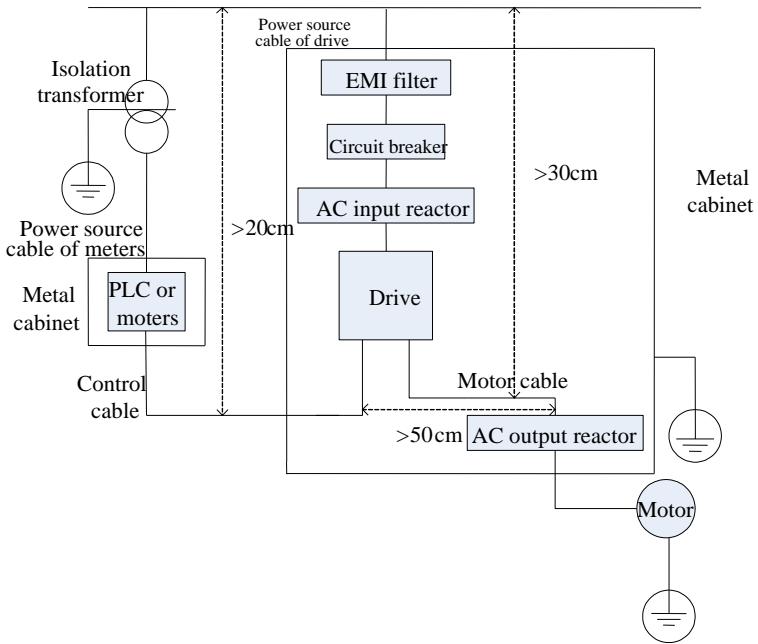 Power source
cable of drive
Isolation
transformer
EMI filter
Circuit breaker
>30cm
Metal
cabinet
AC input reactor
>20cm
Power source
cable of meters
Metal
cabinet
PLC or
moters
Drive
Control
cable
Motor cable
>50cm
AC output reactor
Motor